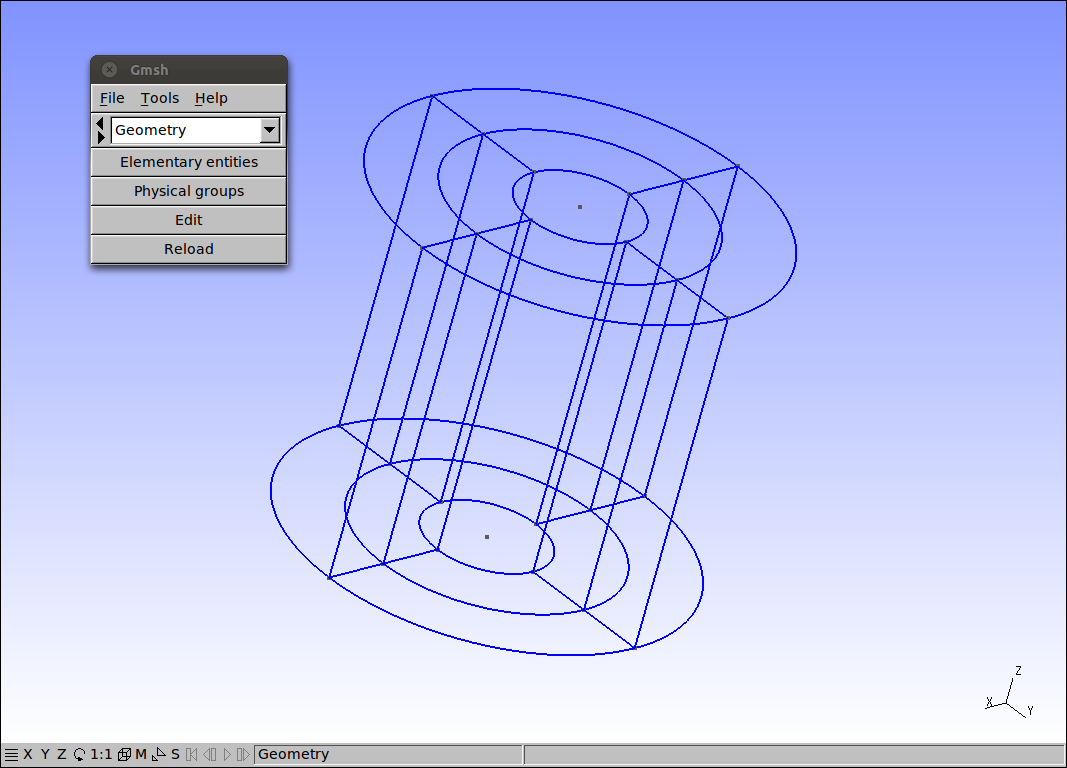 Gmsh
File Tools Help
Geometry
Elementary entities
Physical groups
Edit
Reload
Z
X
Y
X Y Z 1:1 M S Geometry